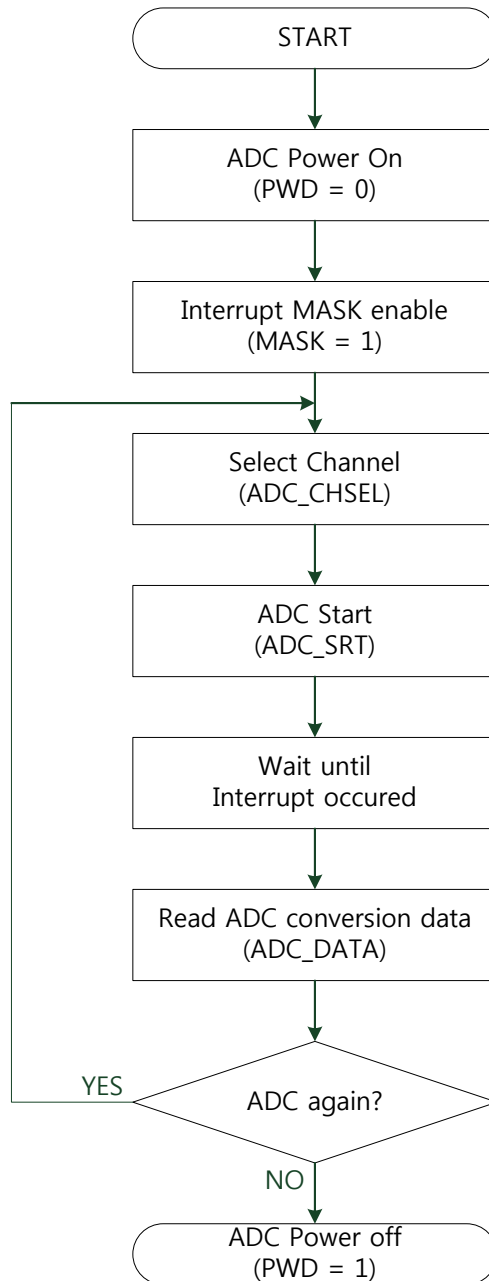 START
ADC Power On
(PWD = 0)
Interrupt MASK enable
(MASK = 1)
Select Channel
(ADC_CHSEL)
ADC Start
(ADC_SRT)
Wait until
Interrupt occured
Read ADC conversion data
(ADC_DATA)
YES
ADC again?
NO
ADC Power off
(PWD = 1)